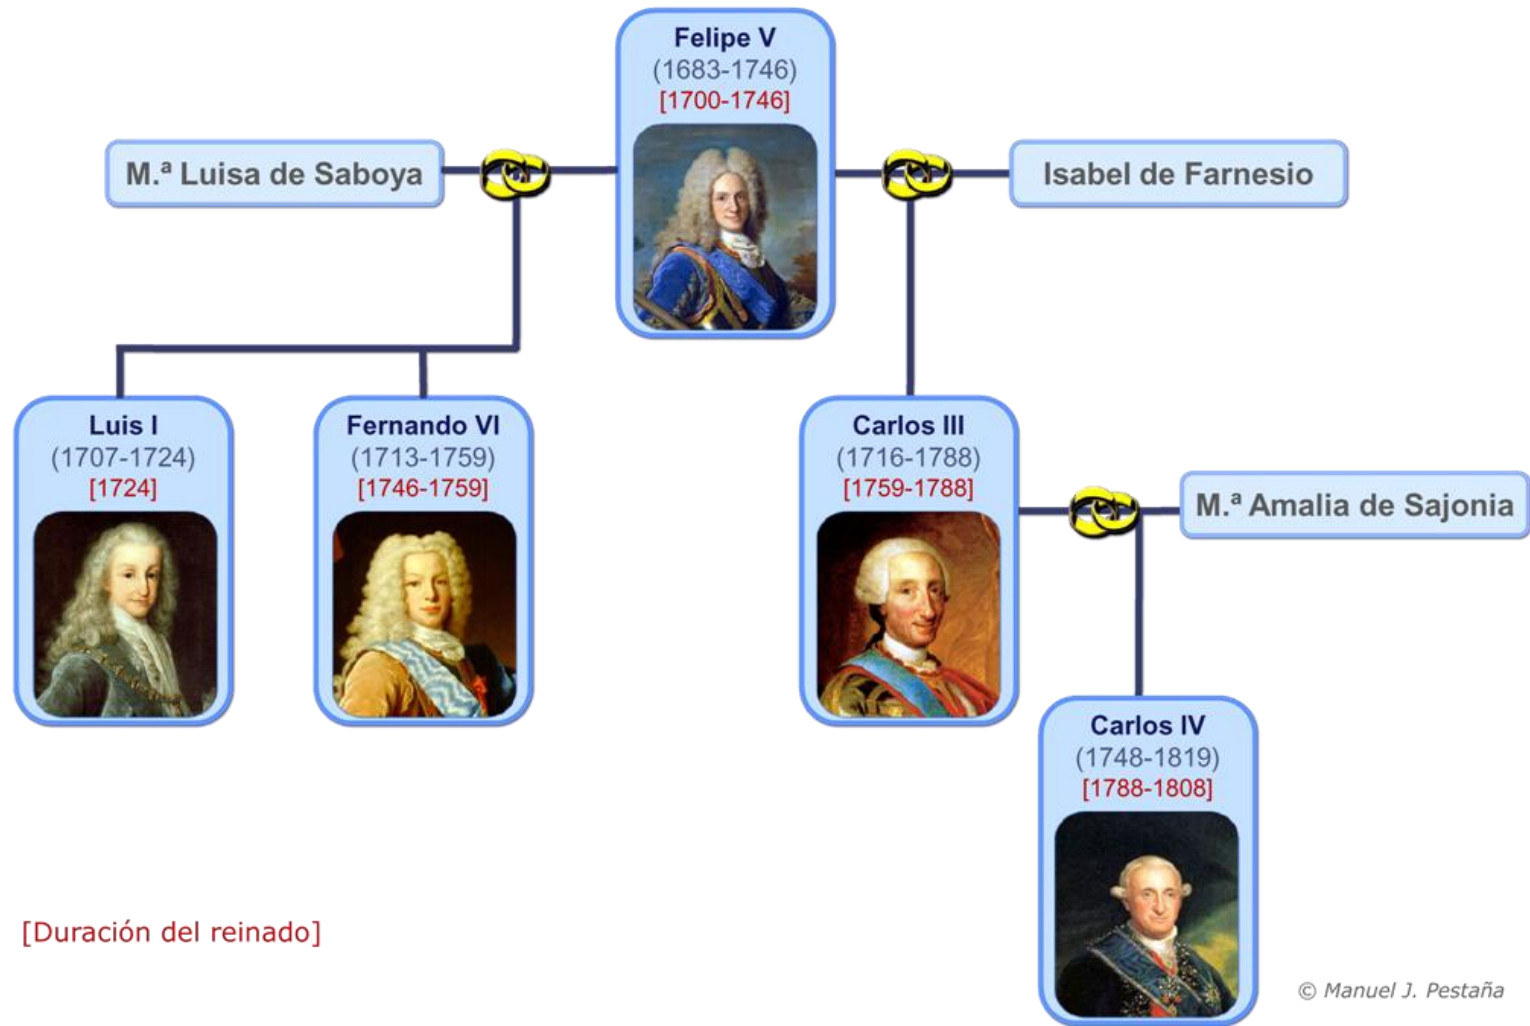 Felipe V
(1683-1746)
[1700-1746]
M.ª Luisa de Saboya
Isabel de Farnesio
Luis I
(1707-1724)
[1724]
Fernando VI
(1713-1759)
[1746-1759]
Carlos III
(1716-1788)
[1759-1788]
M.ª Amalia de Sajonia
Carlos IV
(1748-1819)
[1788-1808]
[Duración del reinado]
© Manuel J. Pestaña